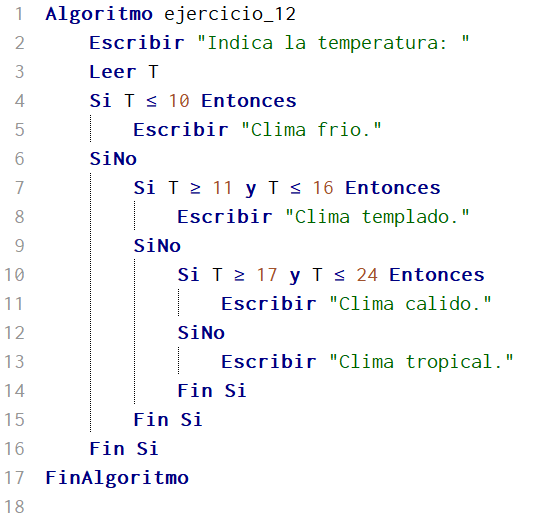 1 Algoritmo ejercicio_12
2 Escribir "Indica la temperatura: "
3 Leer T
4 Si T ≤ 10 Entonces
5 Escribir "Clima frio."
6 SiNo
7 Si T ≥ 11 y T ≤ 16 Entonces
8 Escribir "Clima templado."
9 SiNo
10 Si T ≥ 17 y T ≤ 24 Entonces
11 Escribir "Clima calido."
12 SiNo
13 Escribir "Clima tropical."
14 Fin Si
15 Fin Si
16 Fin Si
17 FinAlgoritmo
18